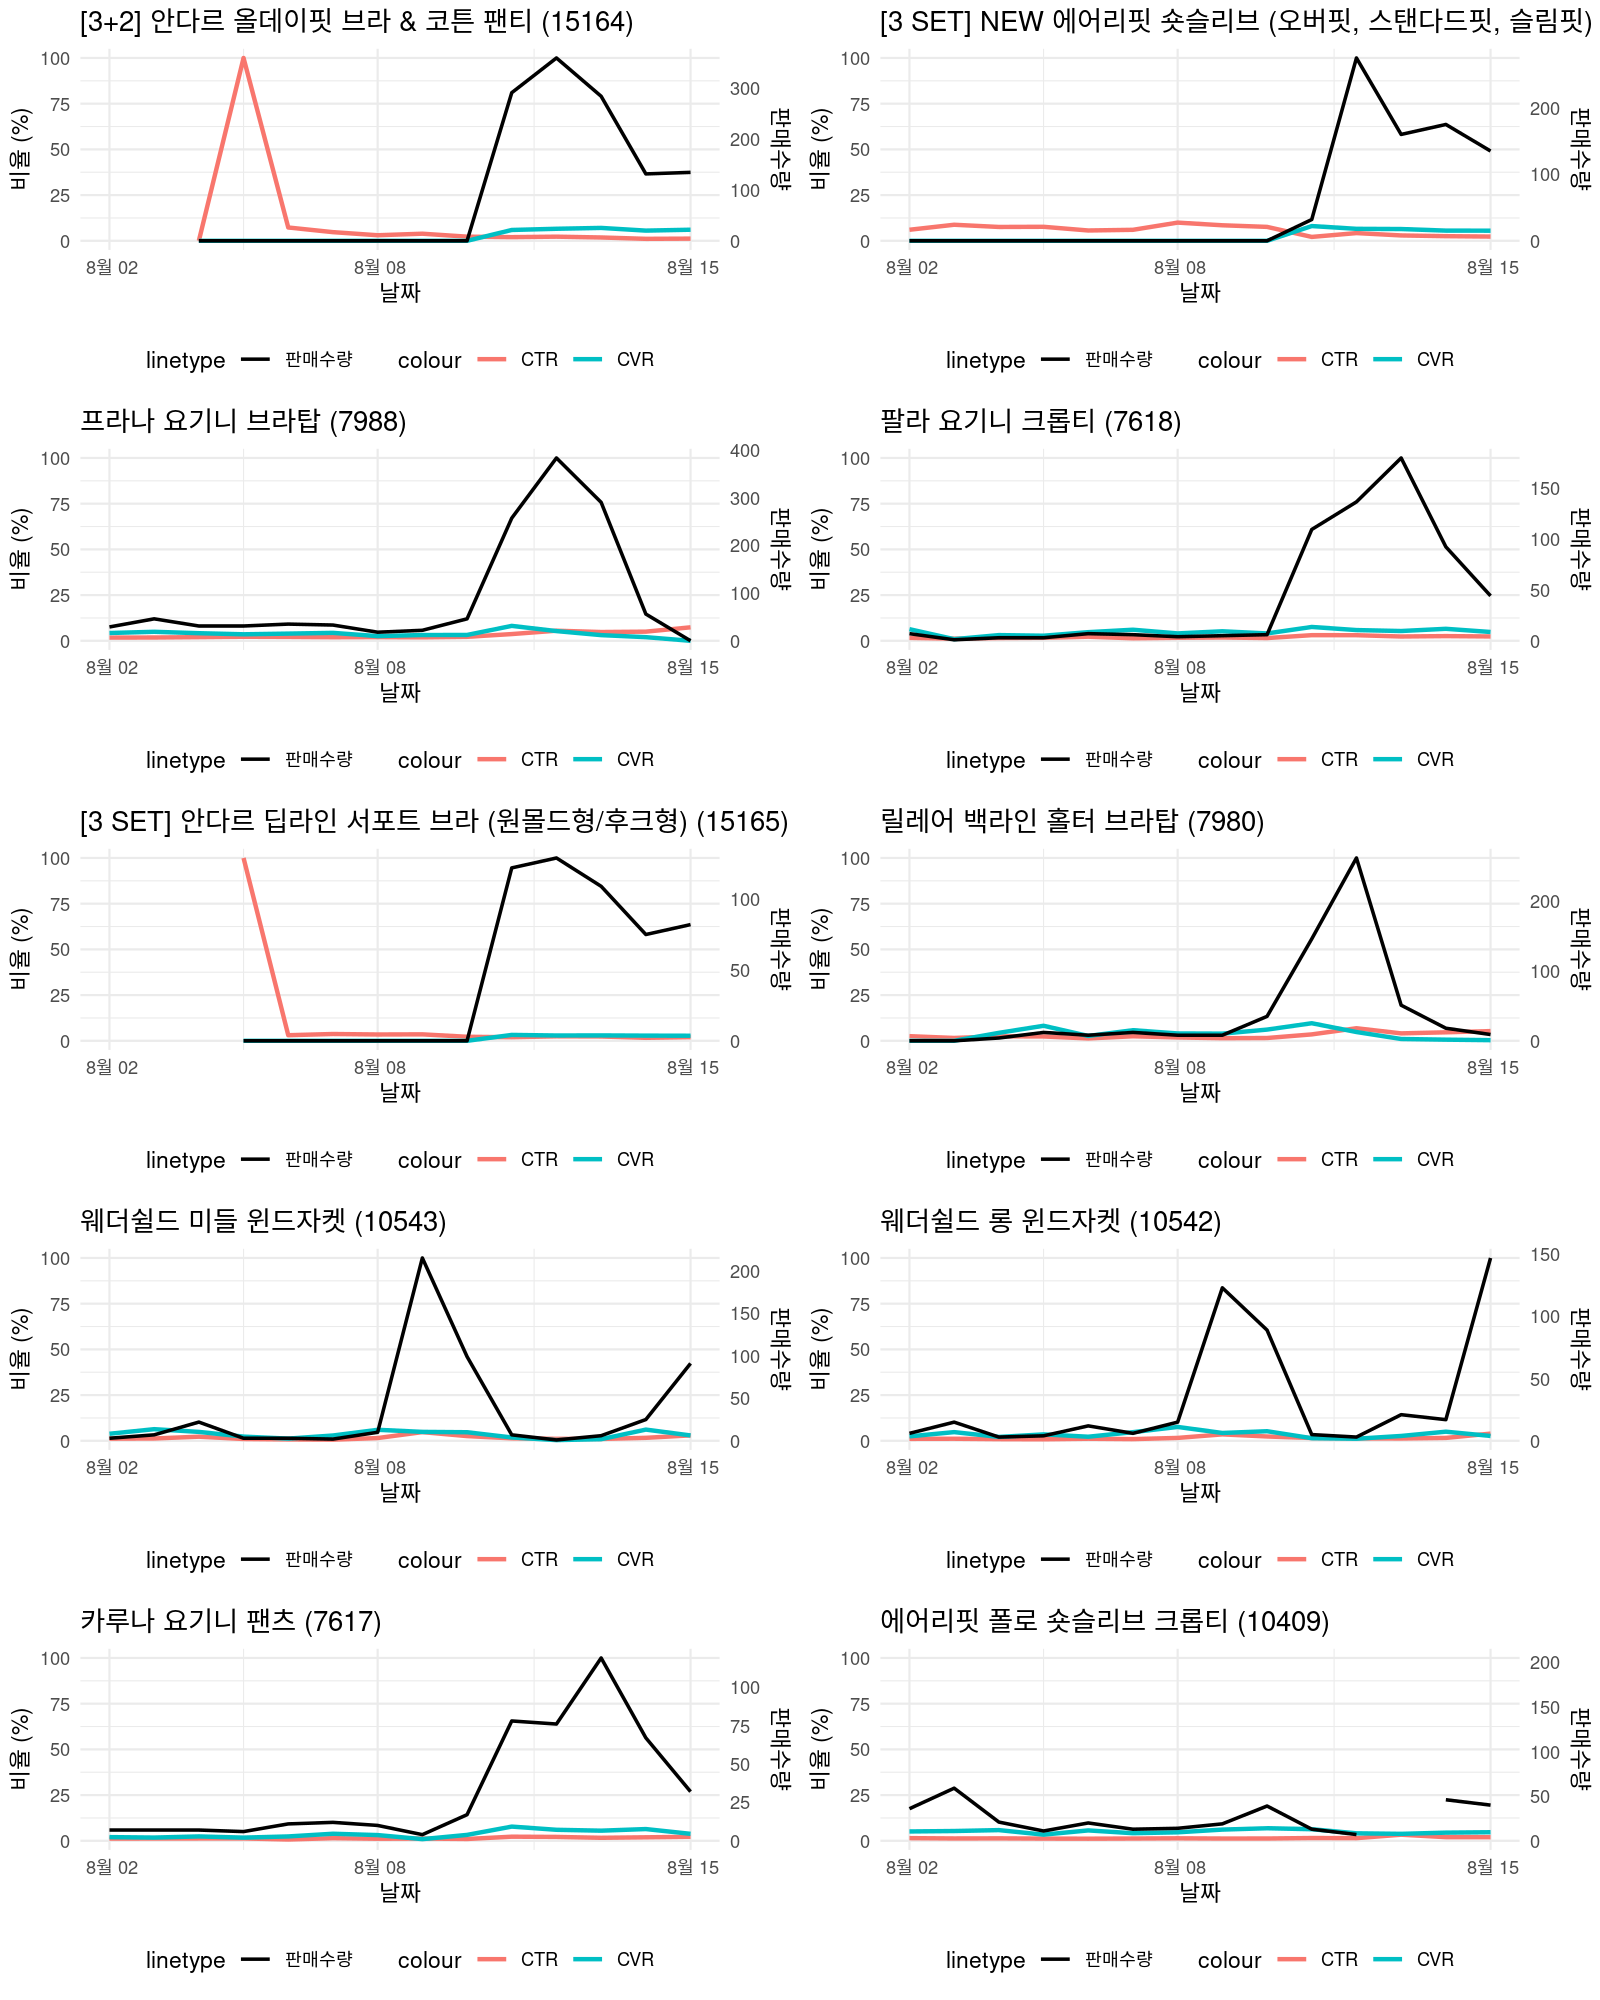 [3+2] 안다르 올데이핏 브라 & 코튼 팬티 (15164)
100
75
50
25
0
비율 (%)
300
200
100
0
판매수량
8월 02
8월 08
8월 15
날짜
linetype 판매수량 colour CTR CVR
[3 SET] NEW 에어리핏 숏슬리브 (오버핏, 스탠다드핏, 슬림핏)
100
75
50
25
0
비율 (%)
200
100
0
판매수량
8월 02
8월 08
8월 15
날짜
linetype 판매수량 colour CTR CVR
프라나 요기니 브라탑 (7988)
100
75
50
25
0
비율 (%)
400
300
200
100
0
판매수량
8월 02
8월 08
8월 15
날짜
linetype 판매수량 colour CTR CVR
팔라 요기니 크롭티 (7618)
100
75
50
25
0
비율 (%)
150
100
50
0
판매수량
8월 02
8월 08
8월 15
날짜
linetype 판매수량 colour CTR CVR
[3 SET] 안다르 딥라인 서포트 브라 (원몰드형/후크형) (15165)
100
75
50
25
0
비율 (%)
100
50
0
판매수량
8월 02
8월 08
8월 15
날짜
linetype 판매수량 colour CTR CVR
릴레어 백라인 홀터 브라탑 (7980)
100
75
50
25
0
비율 (%)
200
100
0
판매수량
8월 02
8월 08
8월 15
날짜
linetype 판매수량 colour CTR CVR
웨더쉴드 미들 윈드자켓 (10543)
100
75
50
25
0
비율 (%)
200
150
100
50
0
판매수량
8월 02
8월 08
8월 15
날짜
linetype 판매수량 colour CTR CVR
웨더쉴드 롱 윈드자켓 (10542)
100
75
50
25
0
비율 (%)
150
100
50
0
판매수량
8월 02
8월 08
8월 15
날짜
linetype 판매수량 colour CTR CVR
카루나 요기니 팬츠 (7617)
100
75
50
25
0
비율 (%)
100
75
50
25
0
판매수량
8월 02
8월 08
8월 15
날짜
linetype 판매수량 colour CTR CVR
에어리핏 폴로 숏슬리브 크롭티 (10409)
100
75
50
25
0
비율 (%)
200
150
100
50
0
판매수량
8월 02
8월 08
8월 15
날짜
linetype 판매수량 colour CTR CVR